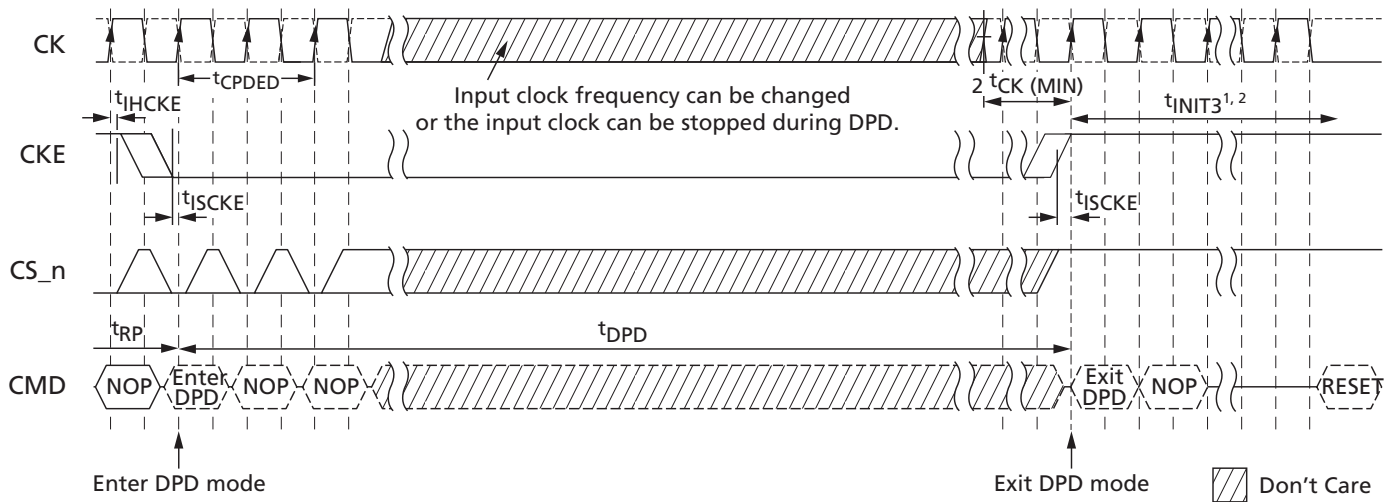 CK
tCPDED
Input clock frequency can be changed
or the input clock can be stopped during DPD.
2 tCK (MIN)
tINIT3 1, 2
tIHCKE
CKE
tISCKE
tISCKE
CS_n
tRP
tDPD
CMD
NOP
Enter
DPD
NOP
NOP
Exit
DPD
NOP
RESET
Enter DPD mode
Exit DPD mode
Don't Care